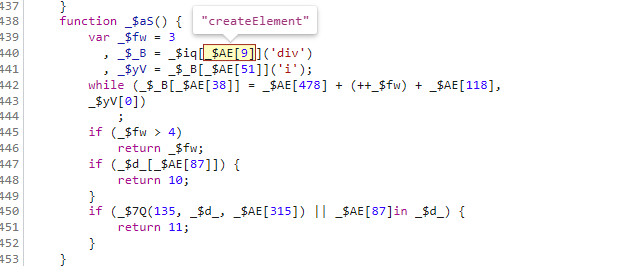 437 }
438 function _$aS() {
"createElement"
439 var _$fw = 3
440 , _$_B = _$iq[_$AE[9]]('div')
441 , _$yV = _$_B[_$AE[51]]('i');
442 while (_$_B[_$AE[38]] = _$AE[478] + (++_$fw) + _$AE[118],
443 _$yV[0])
444 ;
445 if (_$fw > 4)
446 return _$fw;
447 if (_$d_[_$AE[87]]) {
448 return 10;
449 }
450 if (_$7Q(135, _$d_, _$AE[315]) || _$AE[87]in _$d_) {
451 return 11;
452 }
453 }